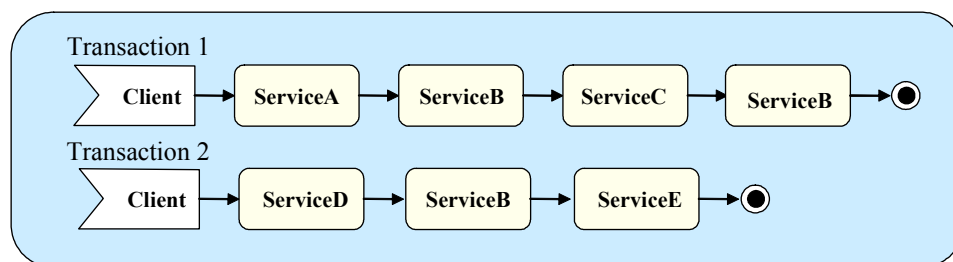 Transaction 1
Client ServiceA ServiceB ServiceC ServiceB
Transaction 2
Client ServiceD ServiceB ServiceE